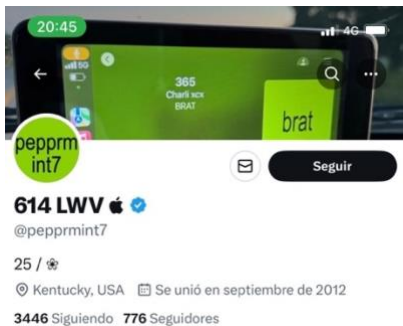 20:45
4G
5G
365
Charli xcx
BRAT
brat
pepprm
int7
Seguir
614 LWV
@pepprmint7
25 /
Kentucky, USA Se unió en septiembre de 2012
3446 Siguiendo 776 Seguidores